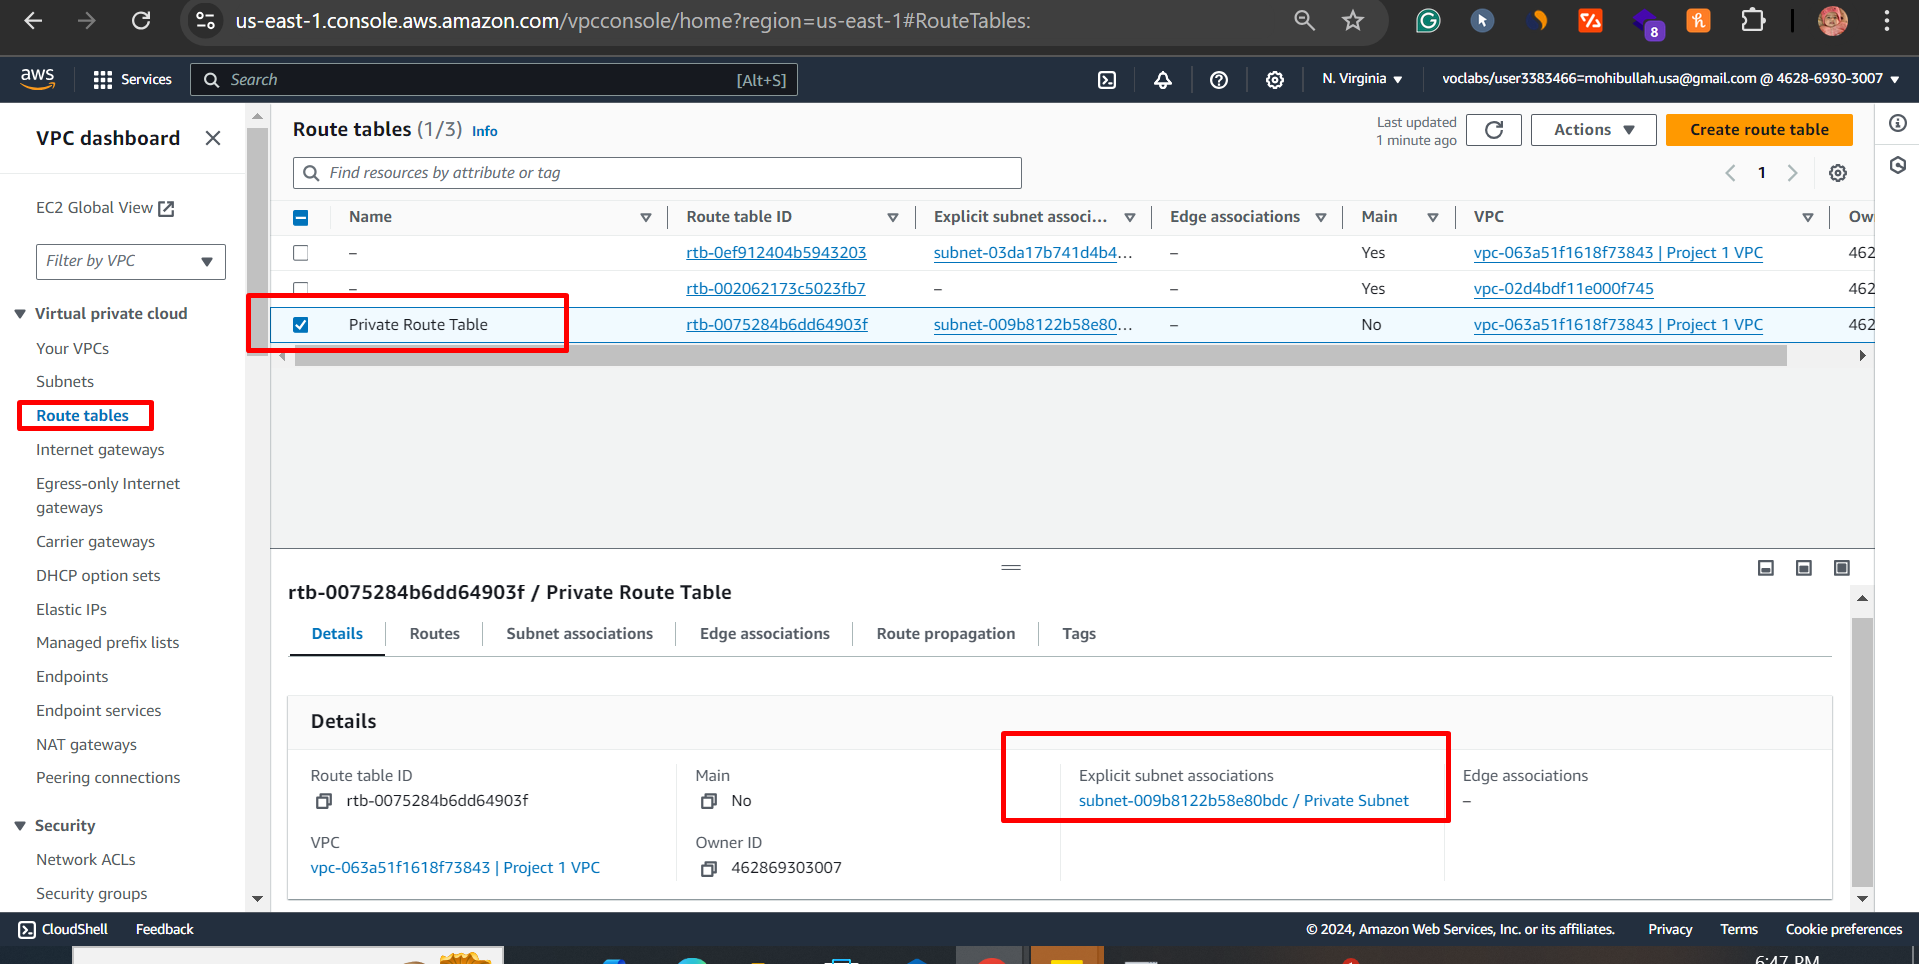 us-east-1.console.aws.amazon.com/vpcconsole/home?region=us-east-1#RouteTables:
8
aws
Services
Search
[Alt+S]
N. Virginia
voclabs/user3383466=mohibullah.usa@gmail.com @ 4628-6930-3007
VPC dashboard
EC2 Global View
Filter by VPC
Virtual private cloud
Your VPCs
Subnets
Route tables
Internet gateways
Egress-only Internet
gateways
Carrier gateways
DHCP option sets
Elastic IPs
Managed prefix lists
Endpoints
Endpoint services
NAT gateways
Peering connections
Security
Network ACLs
Security groups
Route tables (1/3) Info
Last updated
1 minute ago
Actions
Create route table
Find resources by attribute or tag
1
Name Route table ID Explicit subnet associ... Edge associations Main VPC Ow
– rtb-0ef912404b5943203 subnet-03da17b741d4b4... – Yes vpc-063a51f1618f73843 | Project 1 VPC 462
– rtb-002062173c5023fb7 – – Yes vpc-02d4bdf11e000f745 462
Private Route Table rtb-0075284b6dd64903f subnet-009b8122b58e80... – No vpc-063a51f1618f73843 | Project 1 VPC 462
rtb-0075284b6dd64903f / Private Route Table
Details Routes Subnet associations Edge associations Route propagation Tags
Details
Route table ID
rtb-0075284b6dd64903f
Main
No
Explicit subnet associations
subnet-009b8122b58e80bdc / Private Subnet
Edge associations
–
VPC
vpc-063a51f1618f73843 | Project 1 VPC
Owner ID
462869303007
CloudShell Feedback
© 2024, Amazon Web Services, Inc. or its affiliates. Privacy Terms Cookie preferences
6:47 PM